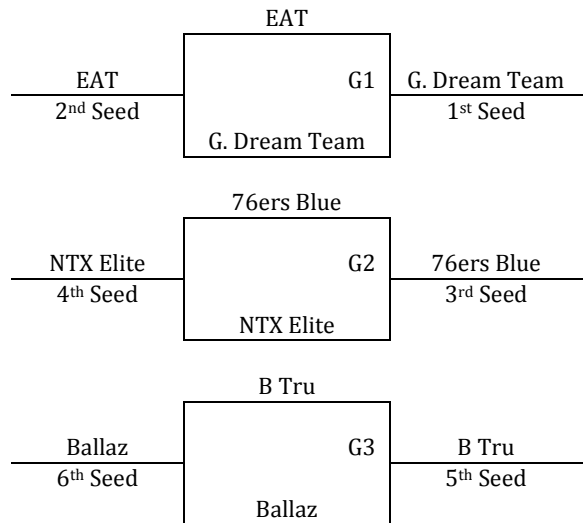 EAT
EAT
G1
G. Dream Team
2nd Seed
1st Seed
G. Dream Team
76ers Blue
NTX Elite
G2
76ers Blue
4th Seed
3rd Seed
NTX Elite
B Tru
Ballaz
G3
B Tru
6th Seed
5th Seed
Ballaz